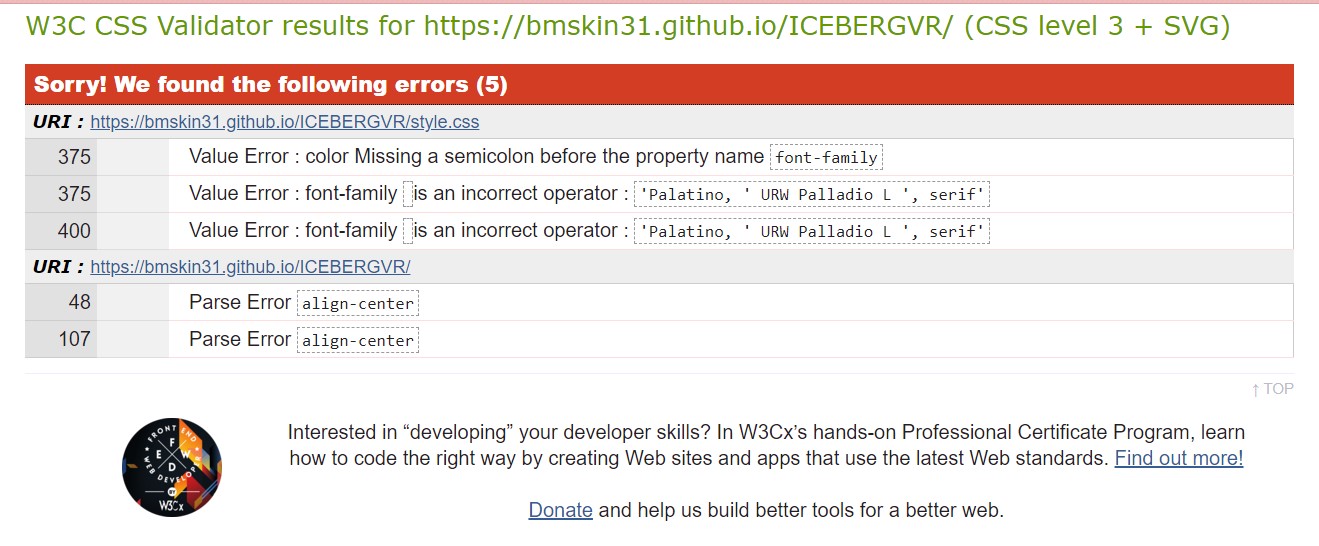 W3C CSS Validator results for https://bmskin31.github.io/ICEBERGVR/ (CSS level 3 + SVG)
Sorry! We found the following errors (5)
URI : https://bmskin31.github.io/ICEBERGVR/style.css
375 Value Error : color Missing a semicolon before the property name font-family
375 Value Error : font-family is an incorrect operator : 'Palatino, ' URW Palladio L ', serif'
400 Value Error : font-family is an incorrect operator : 'Palatino, ' URW Palladio L ', serif'
URI : https://bmskin31.github.io/ICEBERGVR/
48 Parse Error align-center
107 Parse Error align-center
↑ TOP
FRONT END
F
E W
D
WEB DEVELOPER
BY
W3Cx
Interested in “developing” your developer skills? In W3Cx’s hands-on Professional Certificate Program, learn
how to code the right way by creating Web sites and apps that use the latest Web standards. Find out more!
Donate and help us build better tools for a better web.